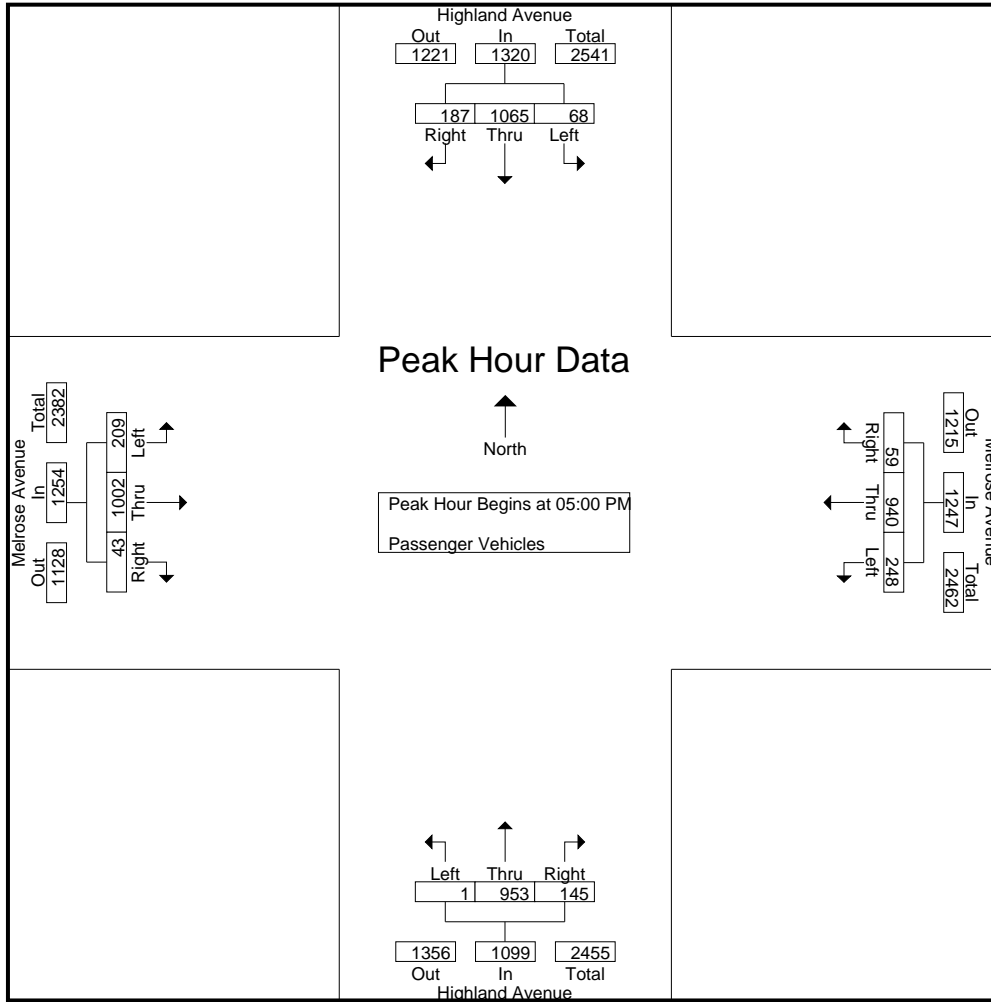 Highland Avenue
Out In Total
1221 1320 2541
187 1065 68
Right Thru Left
Peak Hour Data
North
Peak Hour Begins at 05:00 PM
Passenger Vehicles
Melrose Avenue
Out In Total
1128 1254 2382
Right Thru Left
43 1002 209
Melrose Avenue
Out In Total
1215 1247 2462
Right Thru Left
59 940 248
Left Thru Right
1 953 145
1356 1099 2455
Out In Total
Highland Avenue